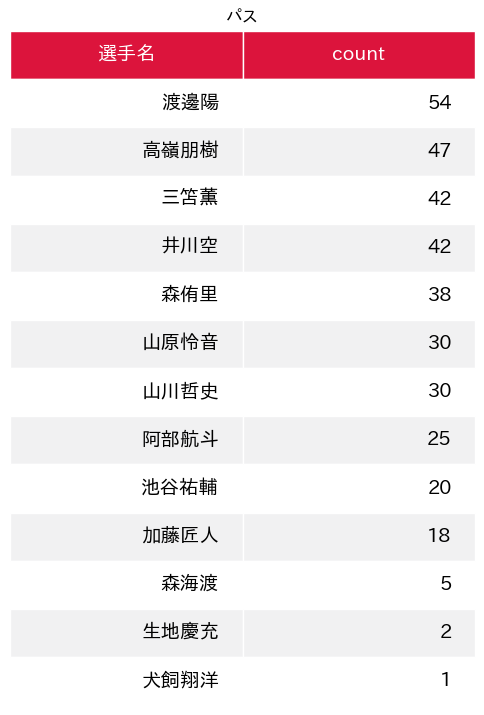 パス
選手名 count
渡邊陽 54
高嶺朋樹 47
三笘薫 42
井川空 42
森侑里 38
山原怜音 30
山川哲史 30
阿部航斗 25
池谷祐輔 20
加藤匠人 18
森海渡 5
生地慶充 2
犬飼翔洋 1